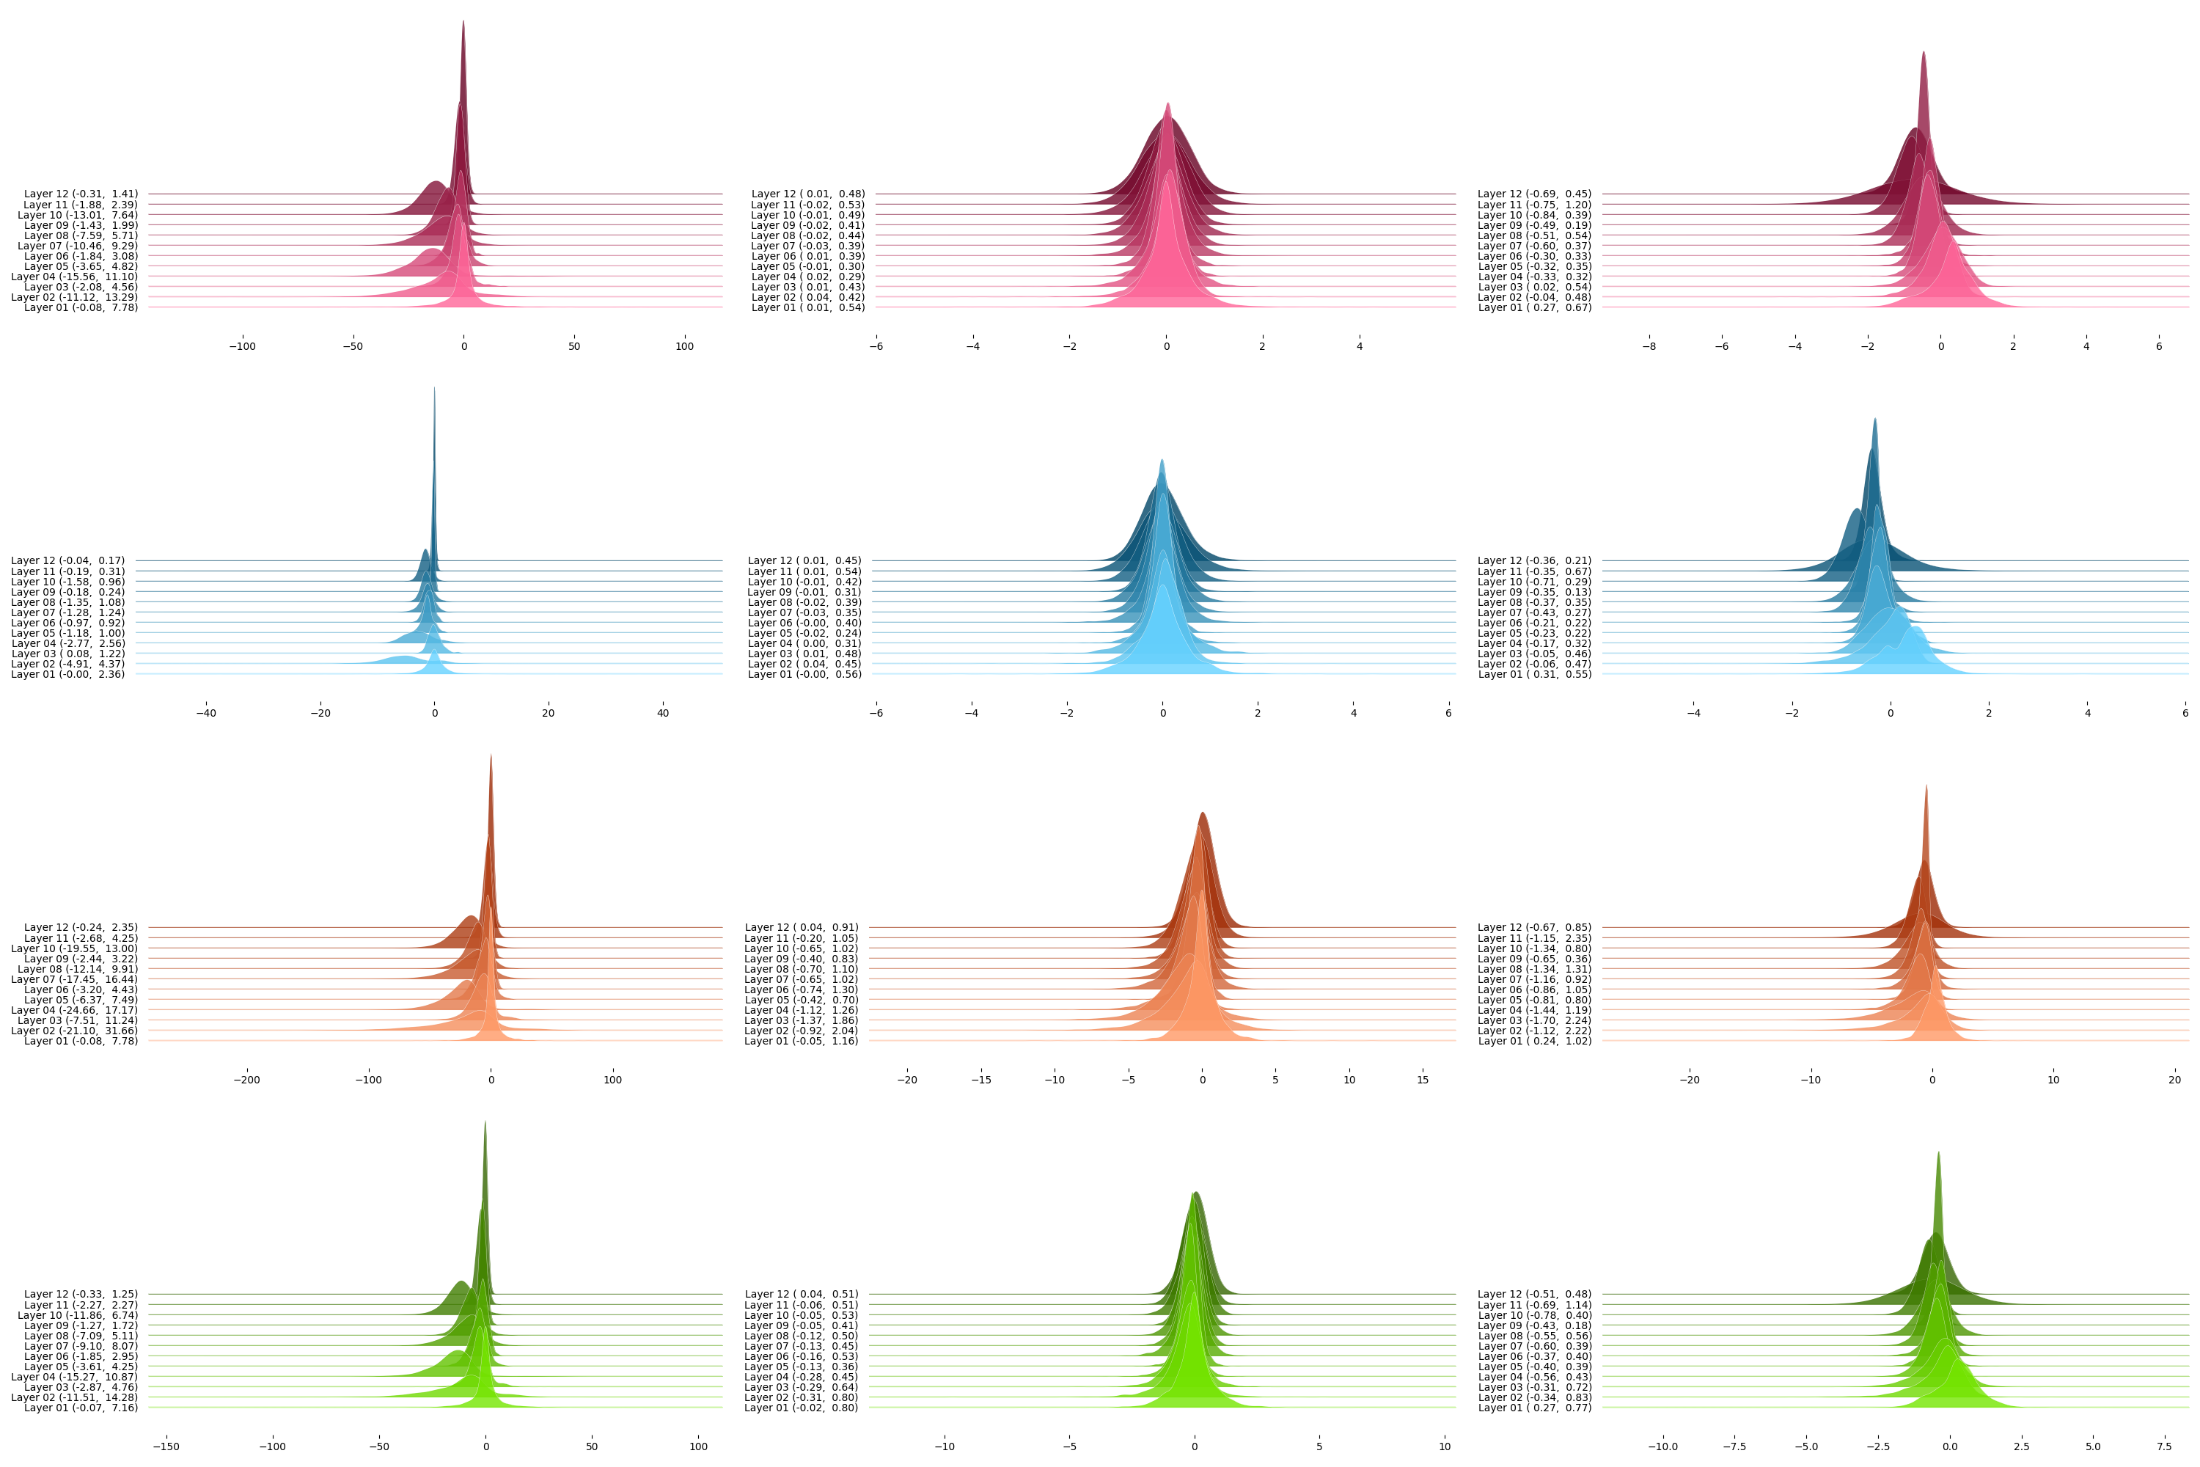 Layer 12 (-0.31,  1.41)
Layer 11 (-1.88,  2.39)
Layer 10 (-13.01,  7.64)
Layer 09 (-1.43,  1.99)
Layer 08 (-7.59,  5.71)
Layer 07 (-10.46,  9.29)
Layer 06 (-1.84,  3.08)
Layer 05 (-3.65,  4.82)
Layer 04 (-15.56,  11.10)
Layer 03 (-2.08,  4.56)
Layer 02 (-11.12,  13.29)
Layer 01 (-0.08,  7.78)
−100 −50 0 50 100
Layer 12 ( 0.01,  0.48)
Layer 11 (-0.02,  0.53)
Layer 10 (-0.01,  0.49)
Layer 09 (-0.02,  0.41)
Layer 08 (-0.02,  0.44)
Layer 07 (-0.03,  0.39)
Layer 06 ( 0.01,  0.39)
Layer 05 (-0.01,  0.30)
Layer 04 ( 0.02,  0.29)
Layer 03 ( 0.01,  0.43)
Layer 02 ( 0.04,  0.42)
Layer 01 ( 0.01,  0.54)
−6 −4 −2 0 2 4
Layer 12 (-0.69,  0.45)
Layer 11 (-0.75,  1.20)
Layer 10 (-0.84,  0.39)
Layer 09 (-0.49,  0.19)
Layer 08 (-0.51,  0.54)
Layer 07 (-0.60,  0.37)
Layer 06 (-0.30,  0.33)
Layer 05 (-0.32,  0.35)
Layer 04 (-0.33,  0.32)
Layer 03 ( 0.02,  0.54)
Layer 02 (-0.04,  0.48)
Layer 01 ( 0.27,  0.67)
−8 −6 −4 −2 0 2 4 6
Layer 12 (-0.04,  0.17)
Layer 11 (-0.19,  0.31)
Layer 10 (-1.58,  0.96)
Layer 09 (-0.18,  0.24)
Layer 08 (-1.35,  1.08)
Layer 07 (-1.28,  1.24)
Layer 06 (-0.97,  0.92)
Layer 05 (-1.18,  1.00)
Layer 04 (-2.77,  2.56)
Layer 03 ( 0.08,  1.22)
Layer 02 (-4.91,  4.37)
Layer 01 (-0.00,  2.36)
−40 −20 0 20 40
Layer 12 ( 0.01,  0.45)
Layer 11 ( 0.01,  0.54)
Layer 10 (-0.01,  0.42)
Layer 09 (-0.01,  0.31)
Layer 08 (-0.02,  0.39)
Layer 07 (-0.03,  0.35)
Layer 06 (-0.00,  0.40)
Layer 05 (-0.02,  0.24)
Layer 04 ( 0.00,  0.31)
Layer 03 ( 0.01,  0.48)
Layer 02 ( 0.04,  0.45)
Layer 01 (-0.00,  0.56)
−6 −4 −2 0 2 4 6
Layer 12 (-0.36,  0.21)
Layer 11 (-0.35,  0.67)
Layer 10 (-0.71,  0.29)
Layer 09 (-0.35,  0.13)
Layer 08 (-0.37,  0.35)
Layer 07 (-0.43,  0.27)
Layer 06 (-0.21,  0.22)
Layer 05 (-0.23,  0.22)
Layer 04 (-0.17,  0.32)
Layer 03 (-0.05,  0.46)
Layer 02 (-0.06,  0.47)
Layer 01 ( 0.31,  0.55)
−4 −2 0 2 4 6
Layer 12 (-0.24,  2.35)
Layer 11 (-2.68,  4.25)
Layer 10 (-19.55,  13.00)
Layer 09 (-2.44,  3.22)
Layer 08 (-12.14,  9.91)
Layer 07 (-17.45,  16.44)
Layer 06 (-3.20,  4.43)
Layer 05 (-6.37,  7.49)
Layer 04 (-24.66,  17.17)
Layer 03 (-7.51,  11.24)
Layer 02 (-21.10,  31.66)
Layer 01 (-0.08,  7.78)
−200 −100 0 100
Layer 12 ( 0.04,  0.91)
Layer 11 (-0.20,  1.05)
Layer 10 (-0.65,  1.02)
Layer 09 (-0.40,  0.83)
Layer 08 (-0.70,  1.10)
Layer 07 (-0.65,  1.02)
Layer 06 (-0.74,  1.30)
Layer 05 (-0.42,  0.70)
Layer 04 (-1.12,  1.26)
Layer 03 (-1.37,  1.86)
Layer 02 (-0.92,  2.04)
Layer 01 (-0.05,  1.16)
−20 −15 −10 −5 0 5 10 15
Layer 12 (-0.67,  0.85)
Layer 11 (-1.15,  2.35)
Layer 10 (-1.34,  0.80)
Layer 09 (-0.65,  0.36)
Layer 08 (-1.34,  1.31)
Layer 07 (-1.16,  0.92)
Layer 06 (-0.86,  1.05)
Layer 05 (-0.81,  0.80)
Layer 04 (-1.44,  1.19)
Layer 03 (-1.70,  2.24)
Layer 02 (-1.12,  2.22)
Layer 01 ( 0.24,  1.02)
−20 −10 0 10 20
Layer 12 (-0.33,  1.25)
Layer 11 (-2.27,  2.27)
Layer 10 (-11.86,  6.74)
Layer 09 (-1.27,  1.72)
Layer 08 (-7.09,  5.11)
Layer 07 (-9.10,  8.07)
Layer 06 (-1.85,  2.95)
Layer 05 (-3.61,  4.25)
Layer 04 (-15.27,  10.87)
Layer 03 (-2.87,  4.76)
Layer 02 (-11.51,  14.28)
Layer 01 (-0.07,  7.16)
−150 −100 −50 0 50 100
Layer 12 ( 0.04,  0.51)
Layer 11 (-0.06,  0.51)
Layer 10 (-0.05,  0.53)
Layer 09 (-0.05,  0.41)
Layer 08 (-0.12,  0.50)
Layer 07 (-0.13,  0.45)
Layer 06 (-0.16,  0.53)
Layer 05 (-0.13,  0.36)
Layer 04 (-0.28,  0.45)
Layer 03 (-0.29,  0.64)
Layer 02 (-0.31,  0.80)
Layer 01 (-0.02,  0.80)
−10 −5 0 5 10
Layer 12 (-0.51,  0.48)
Layer 11 (-0.69,  1.14)
Layer 10 (-0.78,  0.40)
Layer 09 (-0.43,  0.18)
Layer 08 (-0.55,  0.56)
Layer 07 (-0.60,  0.39)
Layer 06 (-0.37,  0.40)
Layer 05 (-0.40,  0.39)
Layer 04 (-0.56,  0.43)
Layer 03 (-0.31,  0.72)
Layer 02 (-0.34,  0.83)
Layer 01 ( 0.27,  0.77)
−10.0 −7.5 −5.0 −2.5 0.0 2.5 5.0 7.5